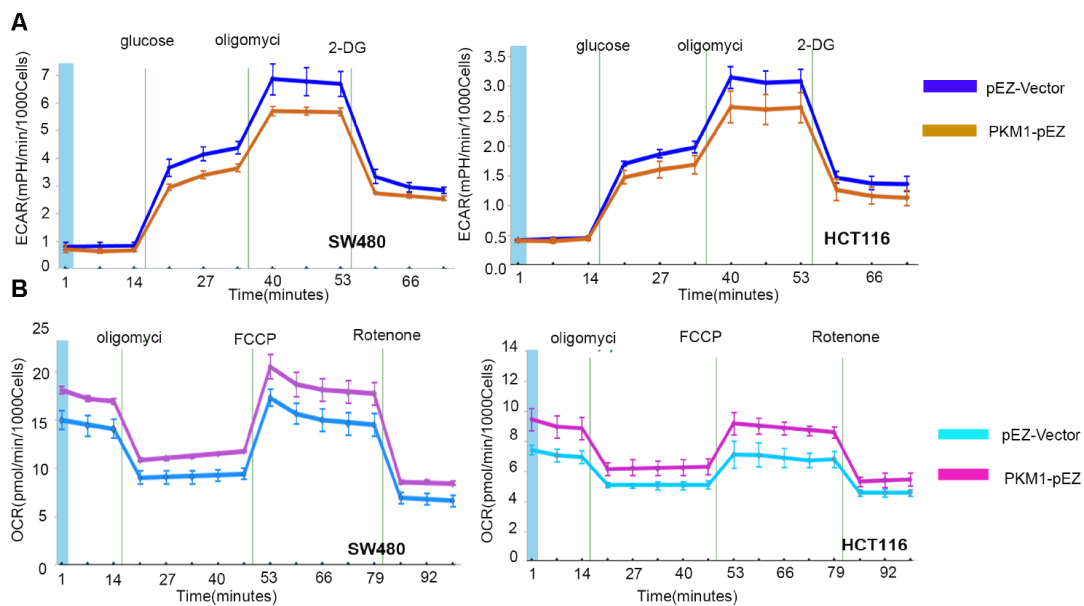 A
glucose
oligomyci
2-DG
ECAR(mPH/min/1000Cells)
7
6
5
4
3
2
1
0
SW480
1
14
27
40
53
66
Time(minutes)
glucose
oligomyci
2-DG
ECAR(mPH/min/1000Cells)
3.5
3.0
2.5
2.0
1.5
1.0
0.5
0.0
HCT116
1
14
27
40
53
66
Time(minutes)
pEZ-Vector
PKM1-pEZ
B
oligomyci
FCCP
Rotenone
OCR(pmol/min/1000Cells)
25
20
15
10
5
0
SW480
1
14
27
40
53
66
79
92
Time(minutes)
oligomyci
FCCP
Rotenone
OCR(pmol/min/1000Cells)
14
12
10
8
6
4
2
0
HCT116
1
14
27
40
53
66
79
92
Time(minutes)
pEZ-Vector
PKM1-pEZ